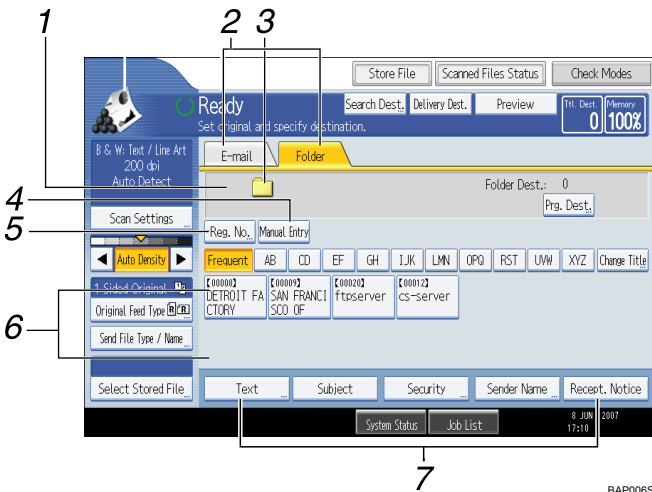 1 2 3
Store File Scanned Files Status Check Modes
Ready
Search Dest. Delivery Dest. Preview
Ttl. Dest. Memory
0 100%
Set original and specify destination.
B & W: Text / Line Art
200 dpi
Auto Detect
E-mail Folder
Folder Dest.: 0
Prg. Dest.
4
5
Scan Settings
Reg. No. Manual Entry
Auto Density
Frequent AB CD EF GH IJK LMN OPQ RST UVW XYZ Change Title
1 Sided Original
【00008】 【00009】 【00020】 【00012】
DETROIT FA SAN FRANCI ftpserver cs-server
CTORY SCO OF
6
Original Feed Type R R
Send File Type / Name
Select Stored File Text Subject Security Sender Name Recept. Notice
System Status Job List
8 JUN 2007
17:10
7
BAP006S